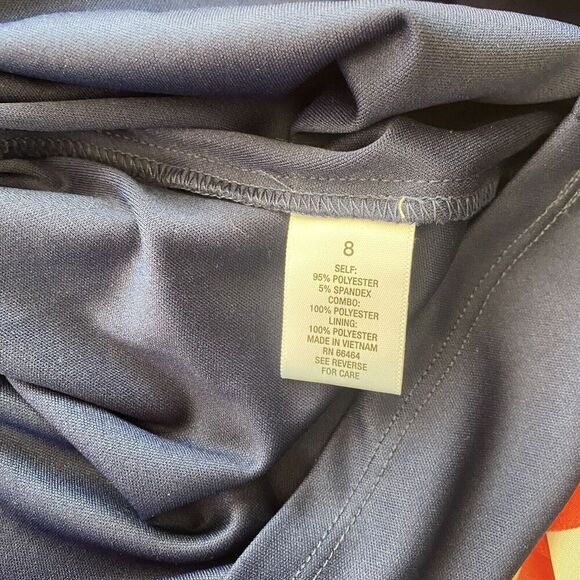 8
SELF:
95% POLYESTER
5% SPANDEX
COMBO:
100% POLYESTER
LINING:
100% POLYESTER
MADE IN VIETNAM
RN 66464
SEE REVERSE
FOR CARE